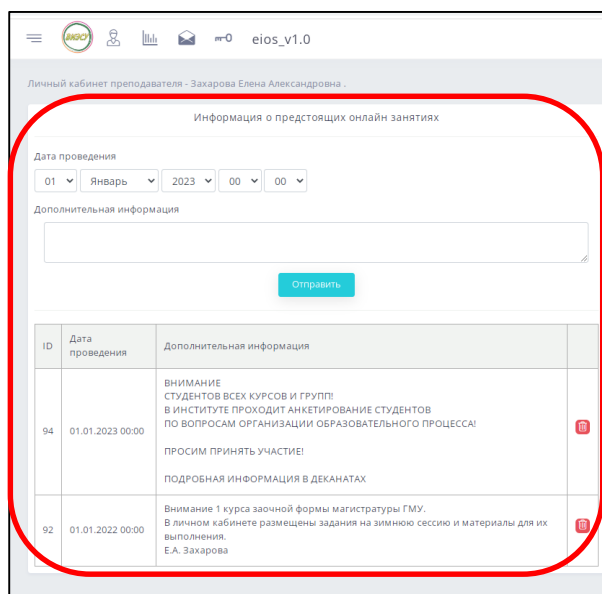 eios_v1.0
Личный кабинет преподавателя - Захарова Елена Александровна .
Информация о предстоящих онлайн занятиях
Дата проведения
01 Январь 2023 00 00
Дополнительная информация
Отправить
ID Дата проведения Дополнительная информация
94 01.01.2023 00:00
ВНИМАНИЕ
СТУДЕНТОВ ВСЕХ КУРСОВ И ГРУПП!
В ИНСТИТУТЕ ПРОХОДИТ АНКЕТИРОВАНИЕ СТУДЕНТОВ
ПО ВОПРОСАМ ОРГАНИЗАЦИИ ОБРАЗОВАТЕЛЬНОГО ПРОЦЕССА!
ПРОСИМ ПРИНЯТЬ УЧАСТИЕ!
ПОДРОБНАЯ ИНФОРМАЦИЯ В ДЕКАНАТАХ
92 01.01.2022 00:00
Внимание 1 курса заочной формы магистратуры ГМУ.
В личном кабинете размещены задания на зимнюю сессию и материалы для их
выполнения.
Е.А. Захарова